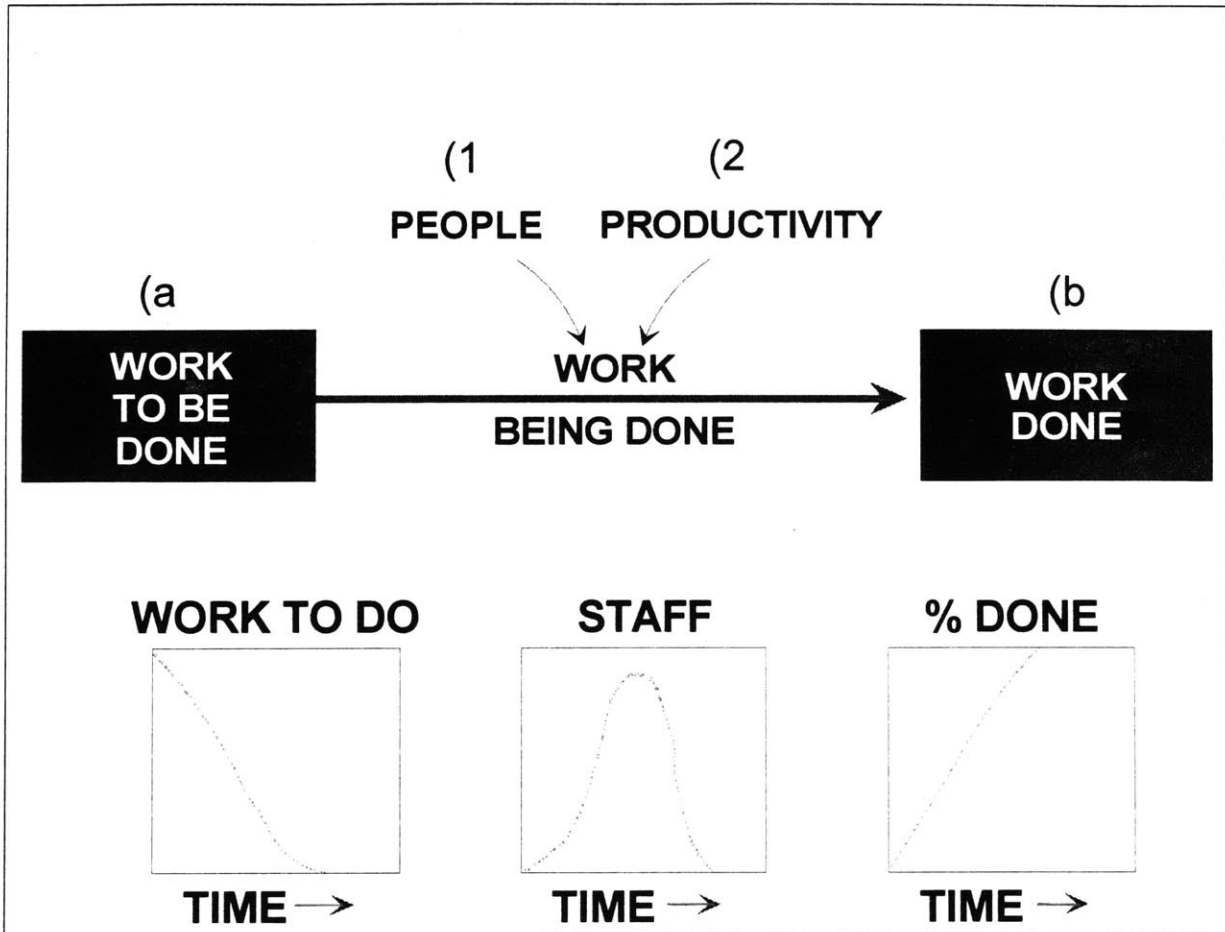 (1 (2
PEOPLE PRODUCTIVITY
(a (b
WORK
TO BE
DONE
WORK
BEING DONE
WORK
DONE
WORK TO DO STAFF % DONE
TIME → TIME → TIME →